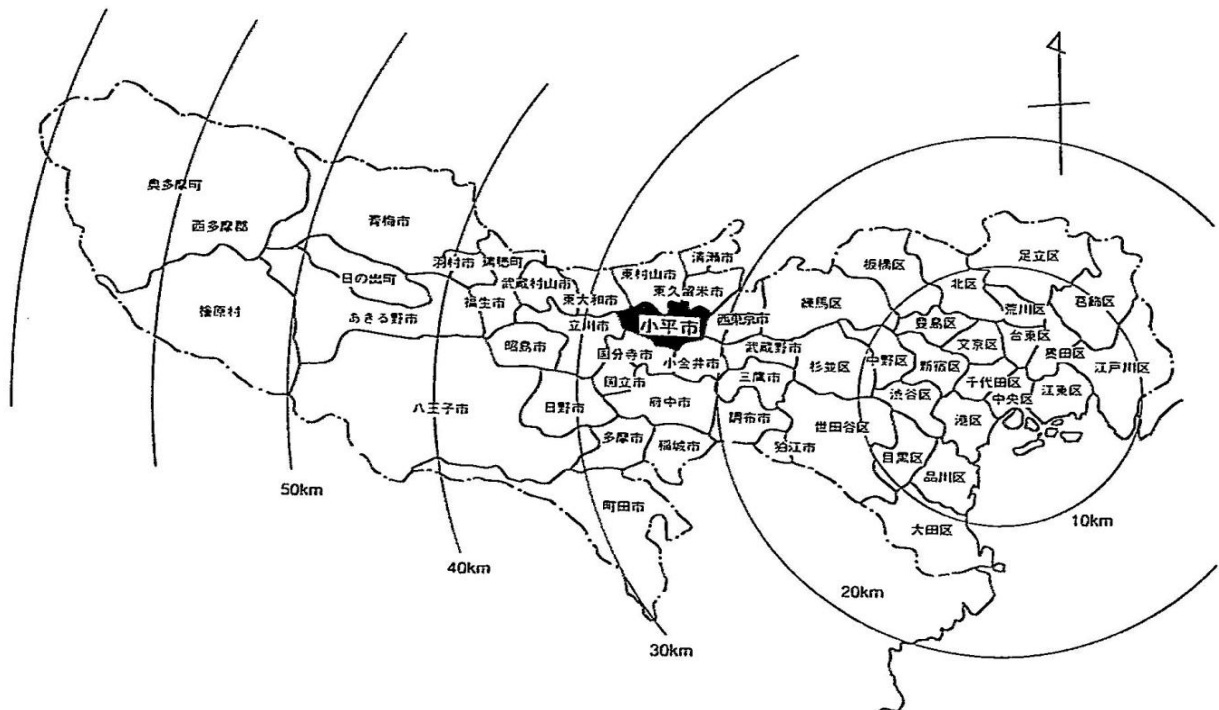 奥多摩町
西多摩郡
檜原村
青梅市
日の出町
あきる野市
羽村市
瑞穂町
福生市
武蔵村山市
昭島市
八王子市
東大和市
立川市
日野市
多摩市
町田市
東村山市
清瀬市
東久留米市
小平市
西東京市
国分寺市
小金井市
国立市
府中市
稲城市
武蔵野市
三鷹市
調布市
狛江市
練馬区
杉並区
世田谷区
板橋区
北区
足立区
葛飾区
荒川区
豊島区
文京区
台東区
墨田区
江戸川区
中野区
新宿区
千代田区
中央区
江東区
渋谷区
港区
目黒区
品川区
大田区
50km
40km
30km
20km
10km